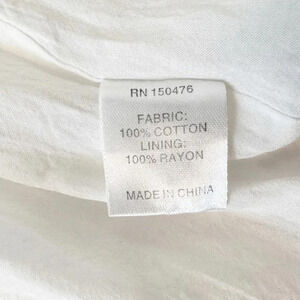 RN 150476
FABRIC:
100% COTTON
LINING:
100% RAYON
MADE IN CHINA